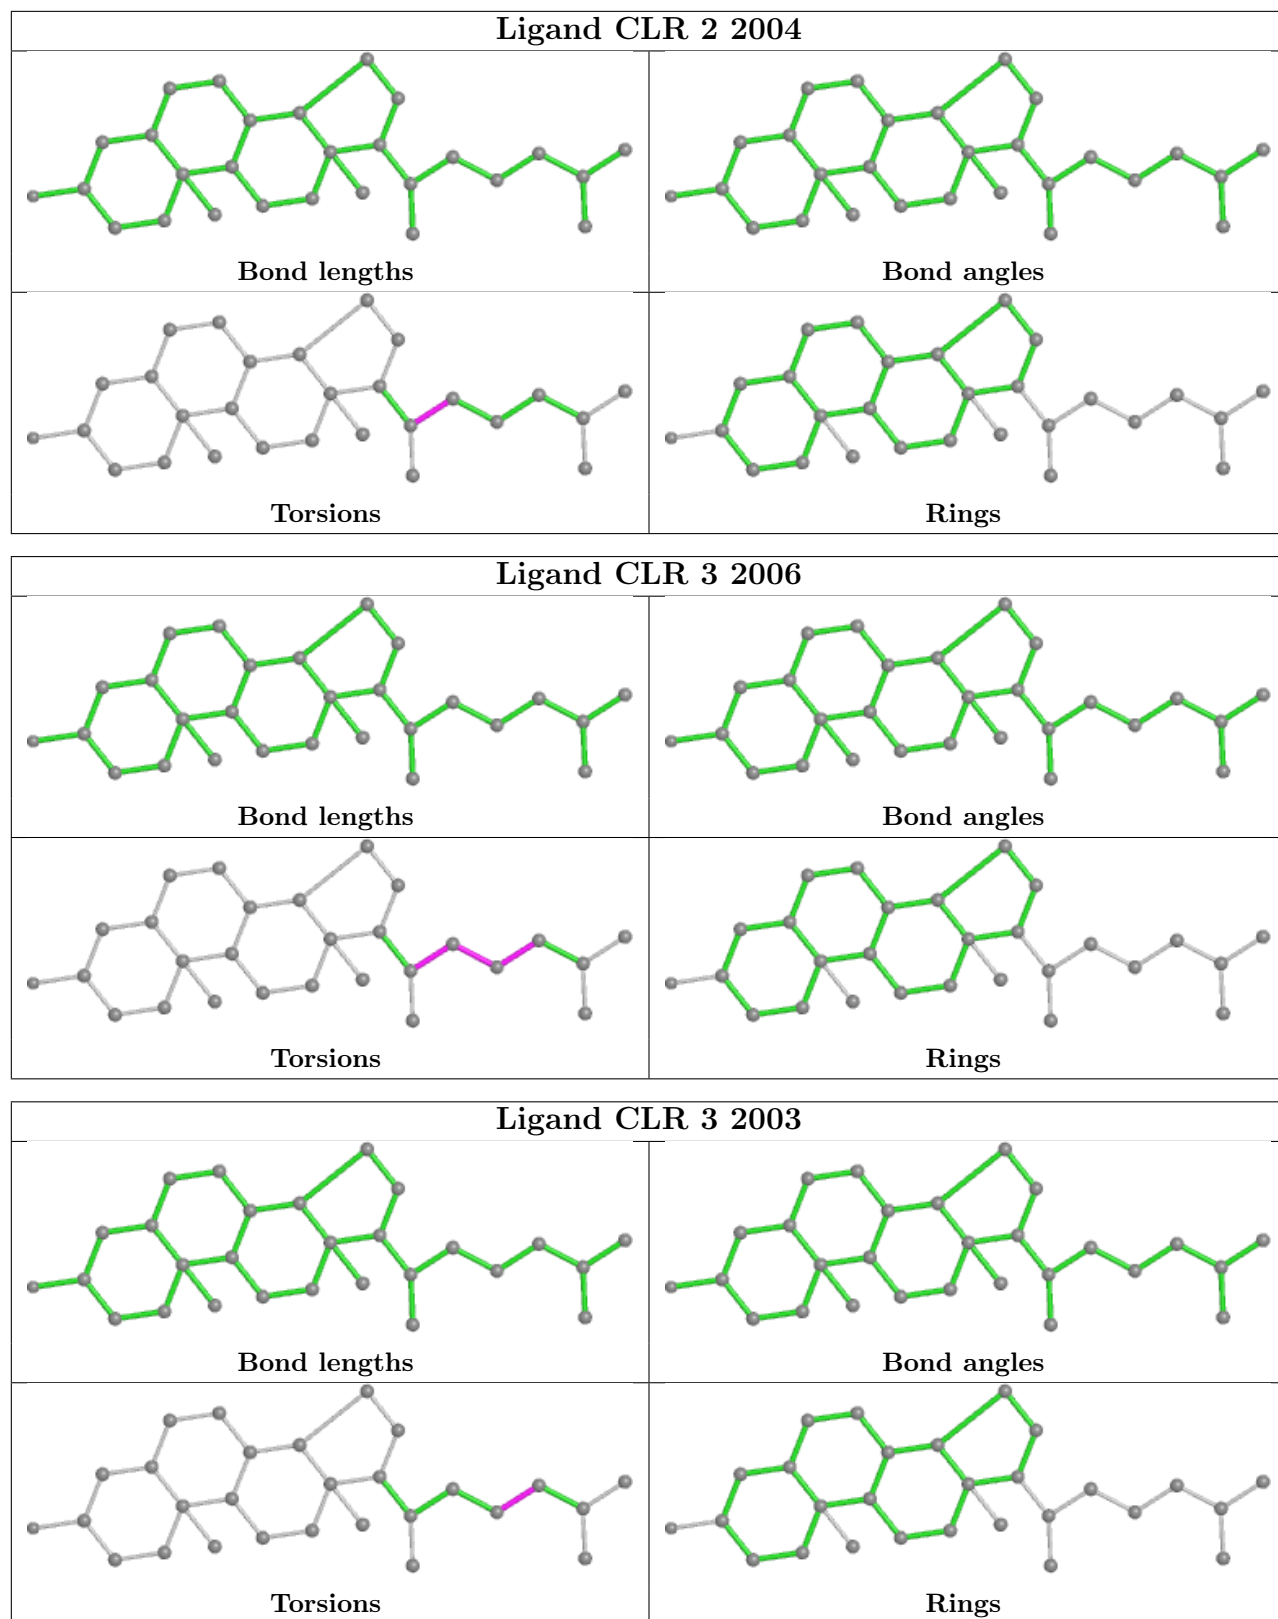 Ligand CLR 2 2004
Bond lengths
Bond angles
Torsions
Rings
Ligand CLR 3 2006
Bond lengths
Bond angles
Torsions
Rings
Ligand CLR 3 2003
Bond lengths
Bond angles
Torsions
Rings